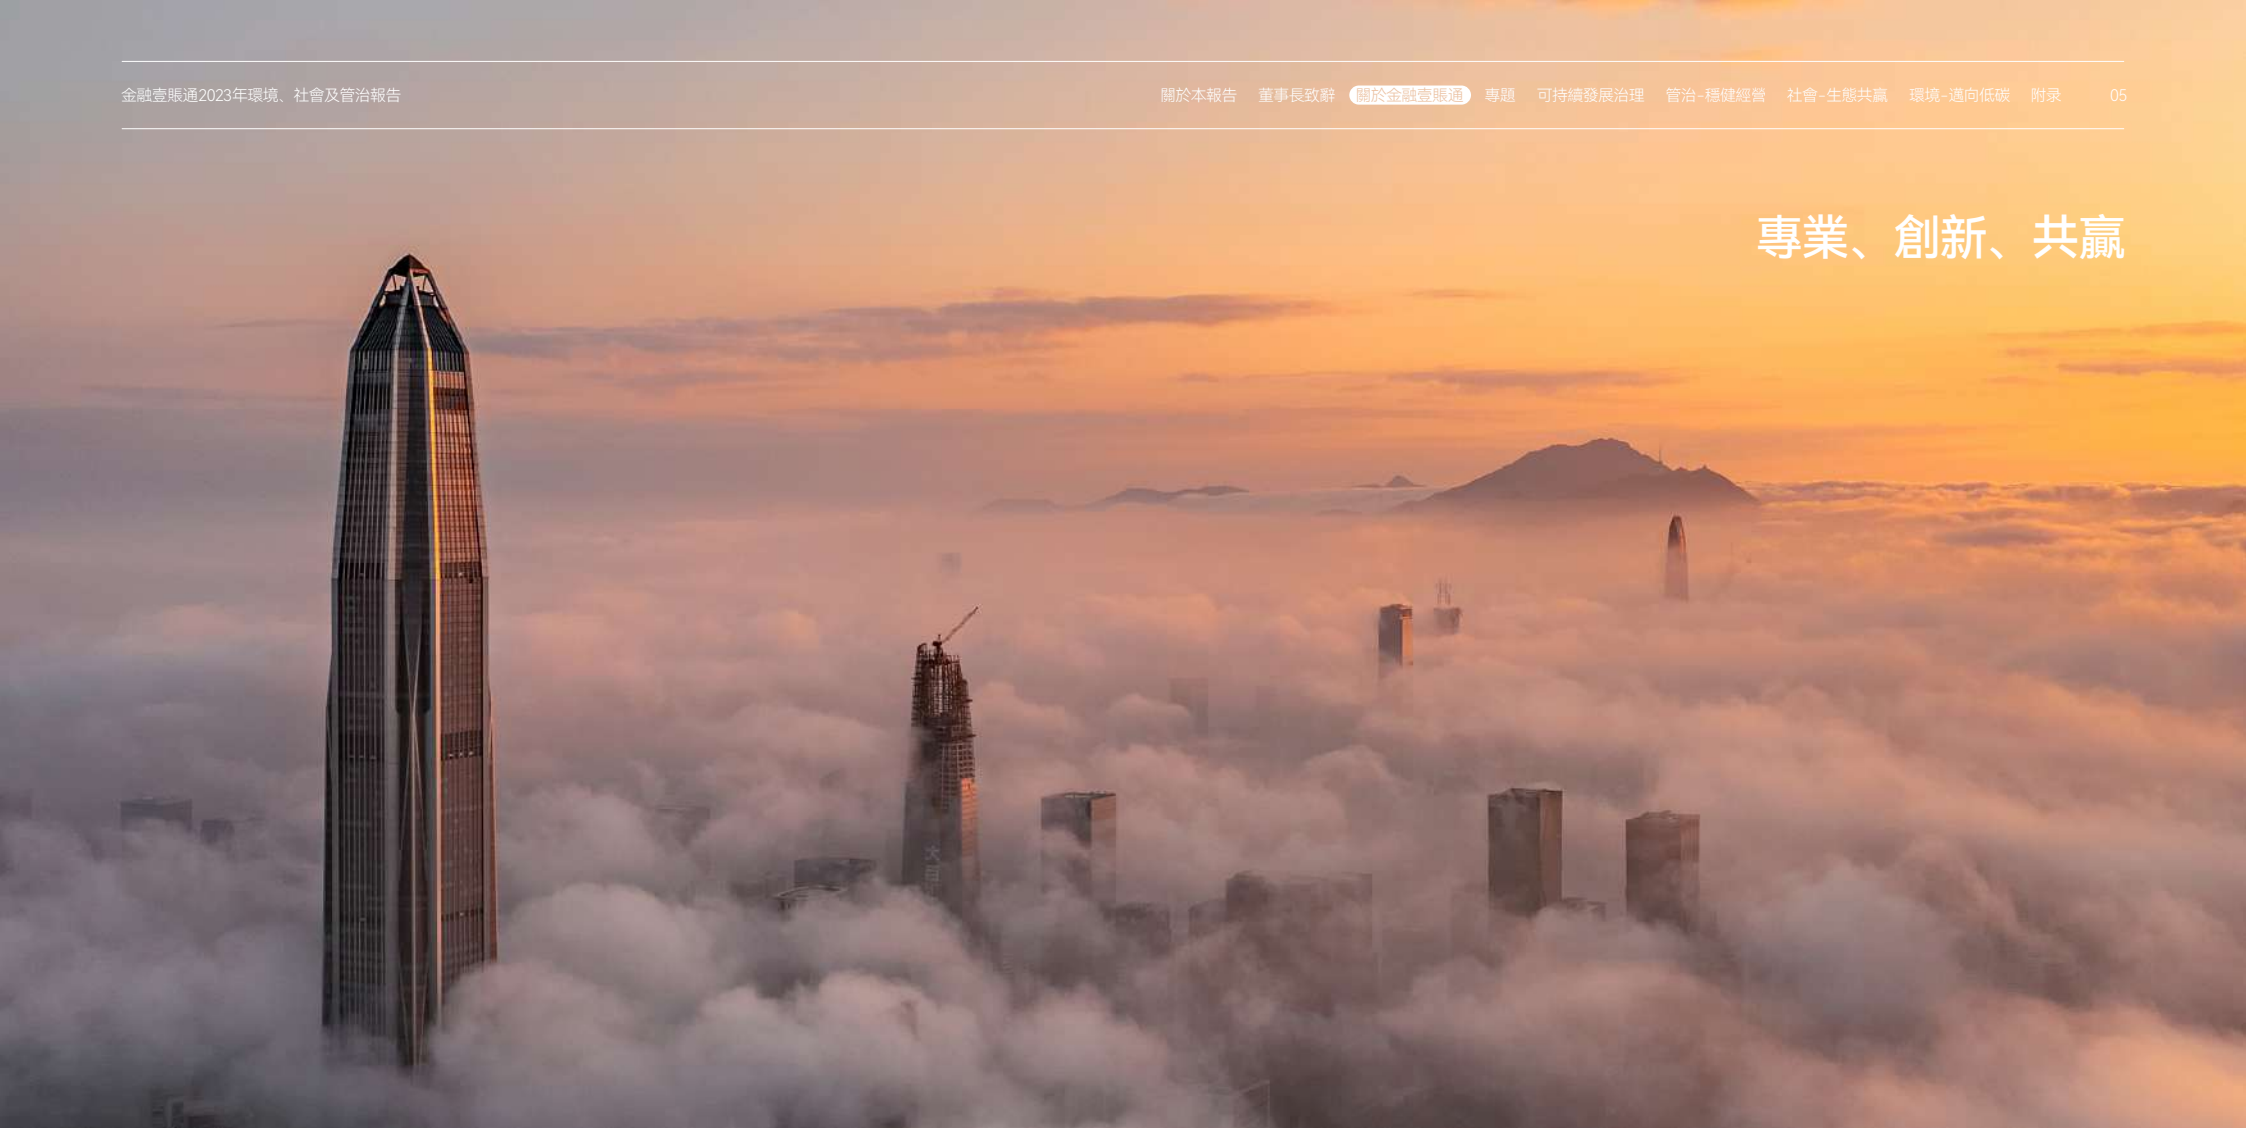 金融壹賬通2023年環境、社會及管治報告
關於本報告 董事長致辭 關於金融壹賬通 專題 可持續發展治理 管治-穩健經營 社會-生態共贏 環境-邁向低碳 附录 05
專業、創新、共贏